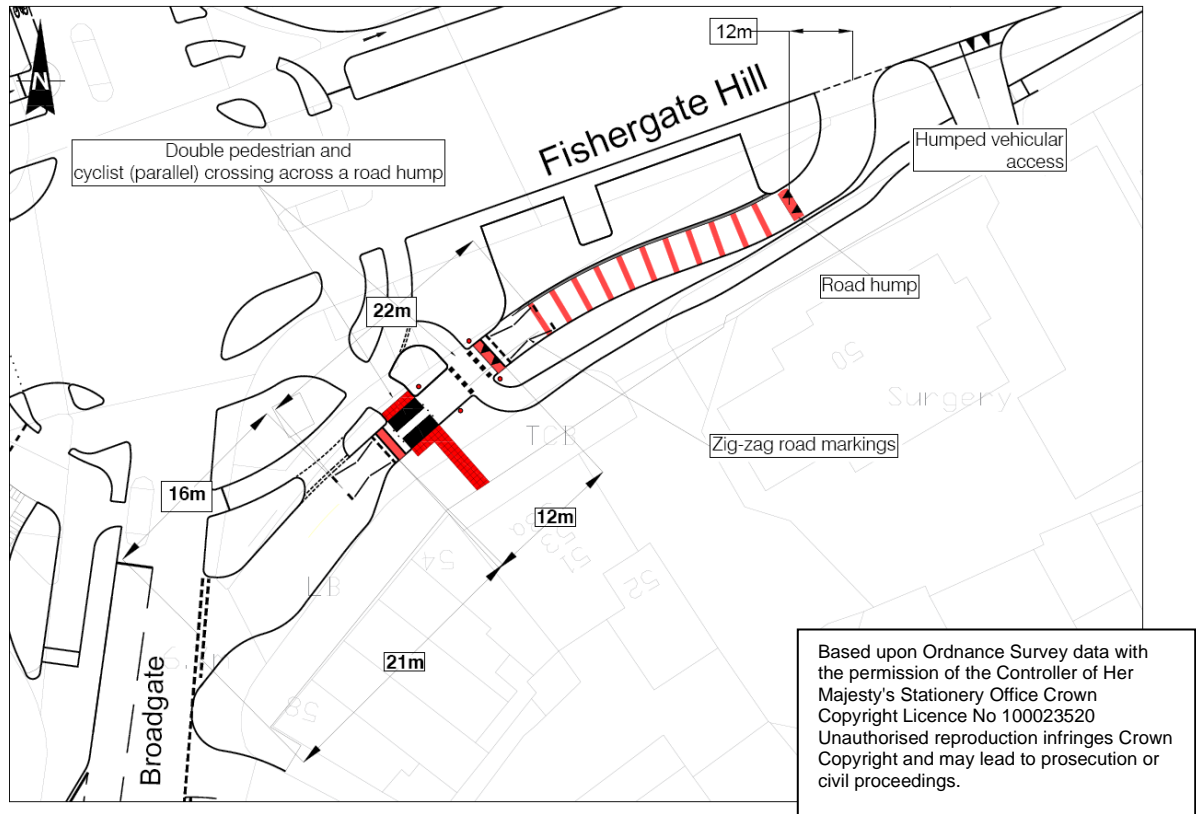 12m
N
Fishergate Hill
Double pedestrian and
cyclist (parallel) crossing across a road hump
Humped vehicular
access
Road hump
22m
50
Surgery
TCB
Zig-zag road markings
16m
12m
53a
53
54
52
LB
21m
58
Broadgate
Based upon Ordnance Survey data with
the permission of the Controller of Her
Majesty's Stationery Office Crown
Copyright Licence No 100023520
Unauthorised reproduction infringes Crown
Copyright and may lead to prosecution or
civil proceedings.